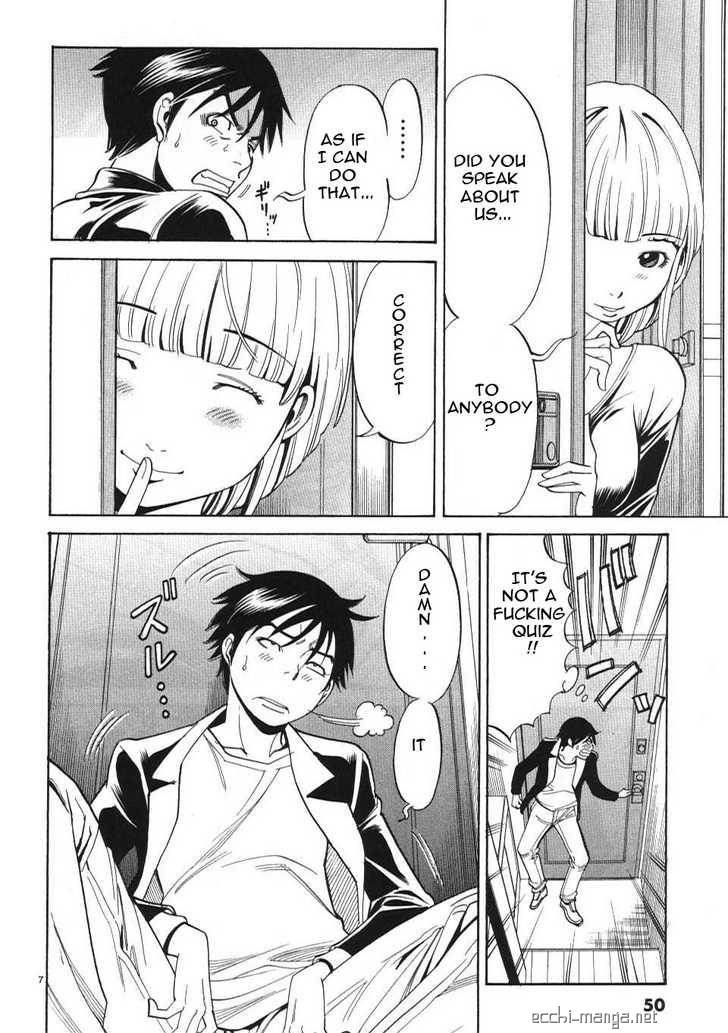 DID YOU
SPEAK
ABOUT
US...
TO
ANYBODY
?
......
AS IF
I CAN
DO
THAT...
ギッ
CORRECT
IT'S
NOT A
FUCKING
QUIZ
!!
DAMN....
IT
ズル...
7
50
ecchi-manga.net